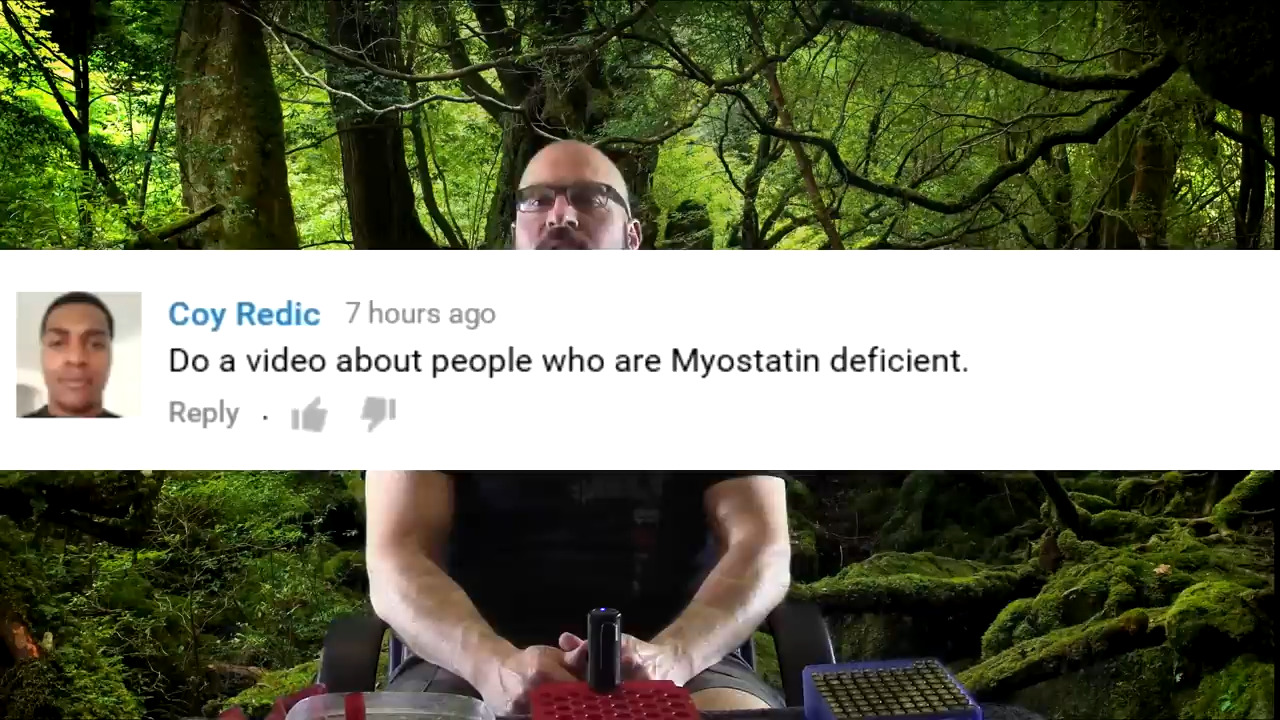 Coy Redic 7 hours ago
Do a video about people who are Myostatin deficient.
Reply .